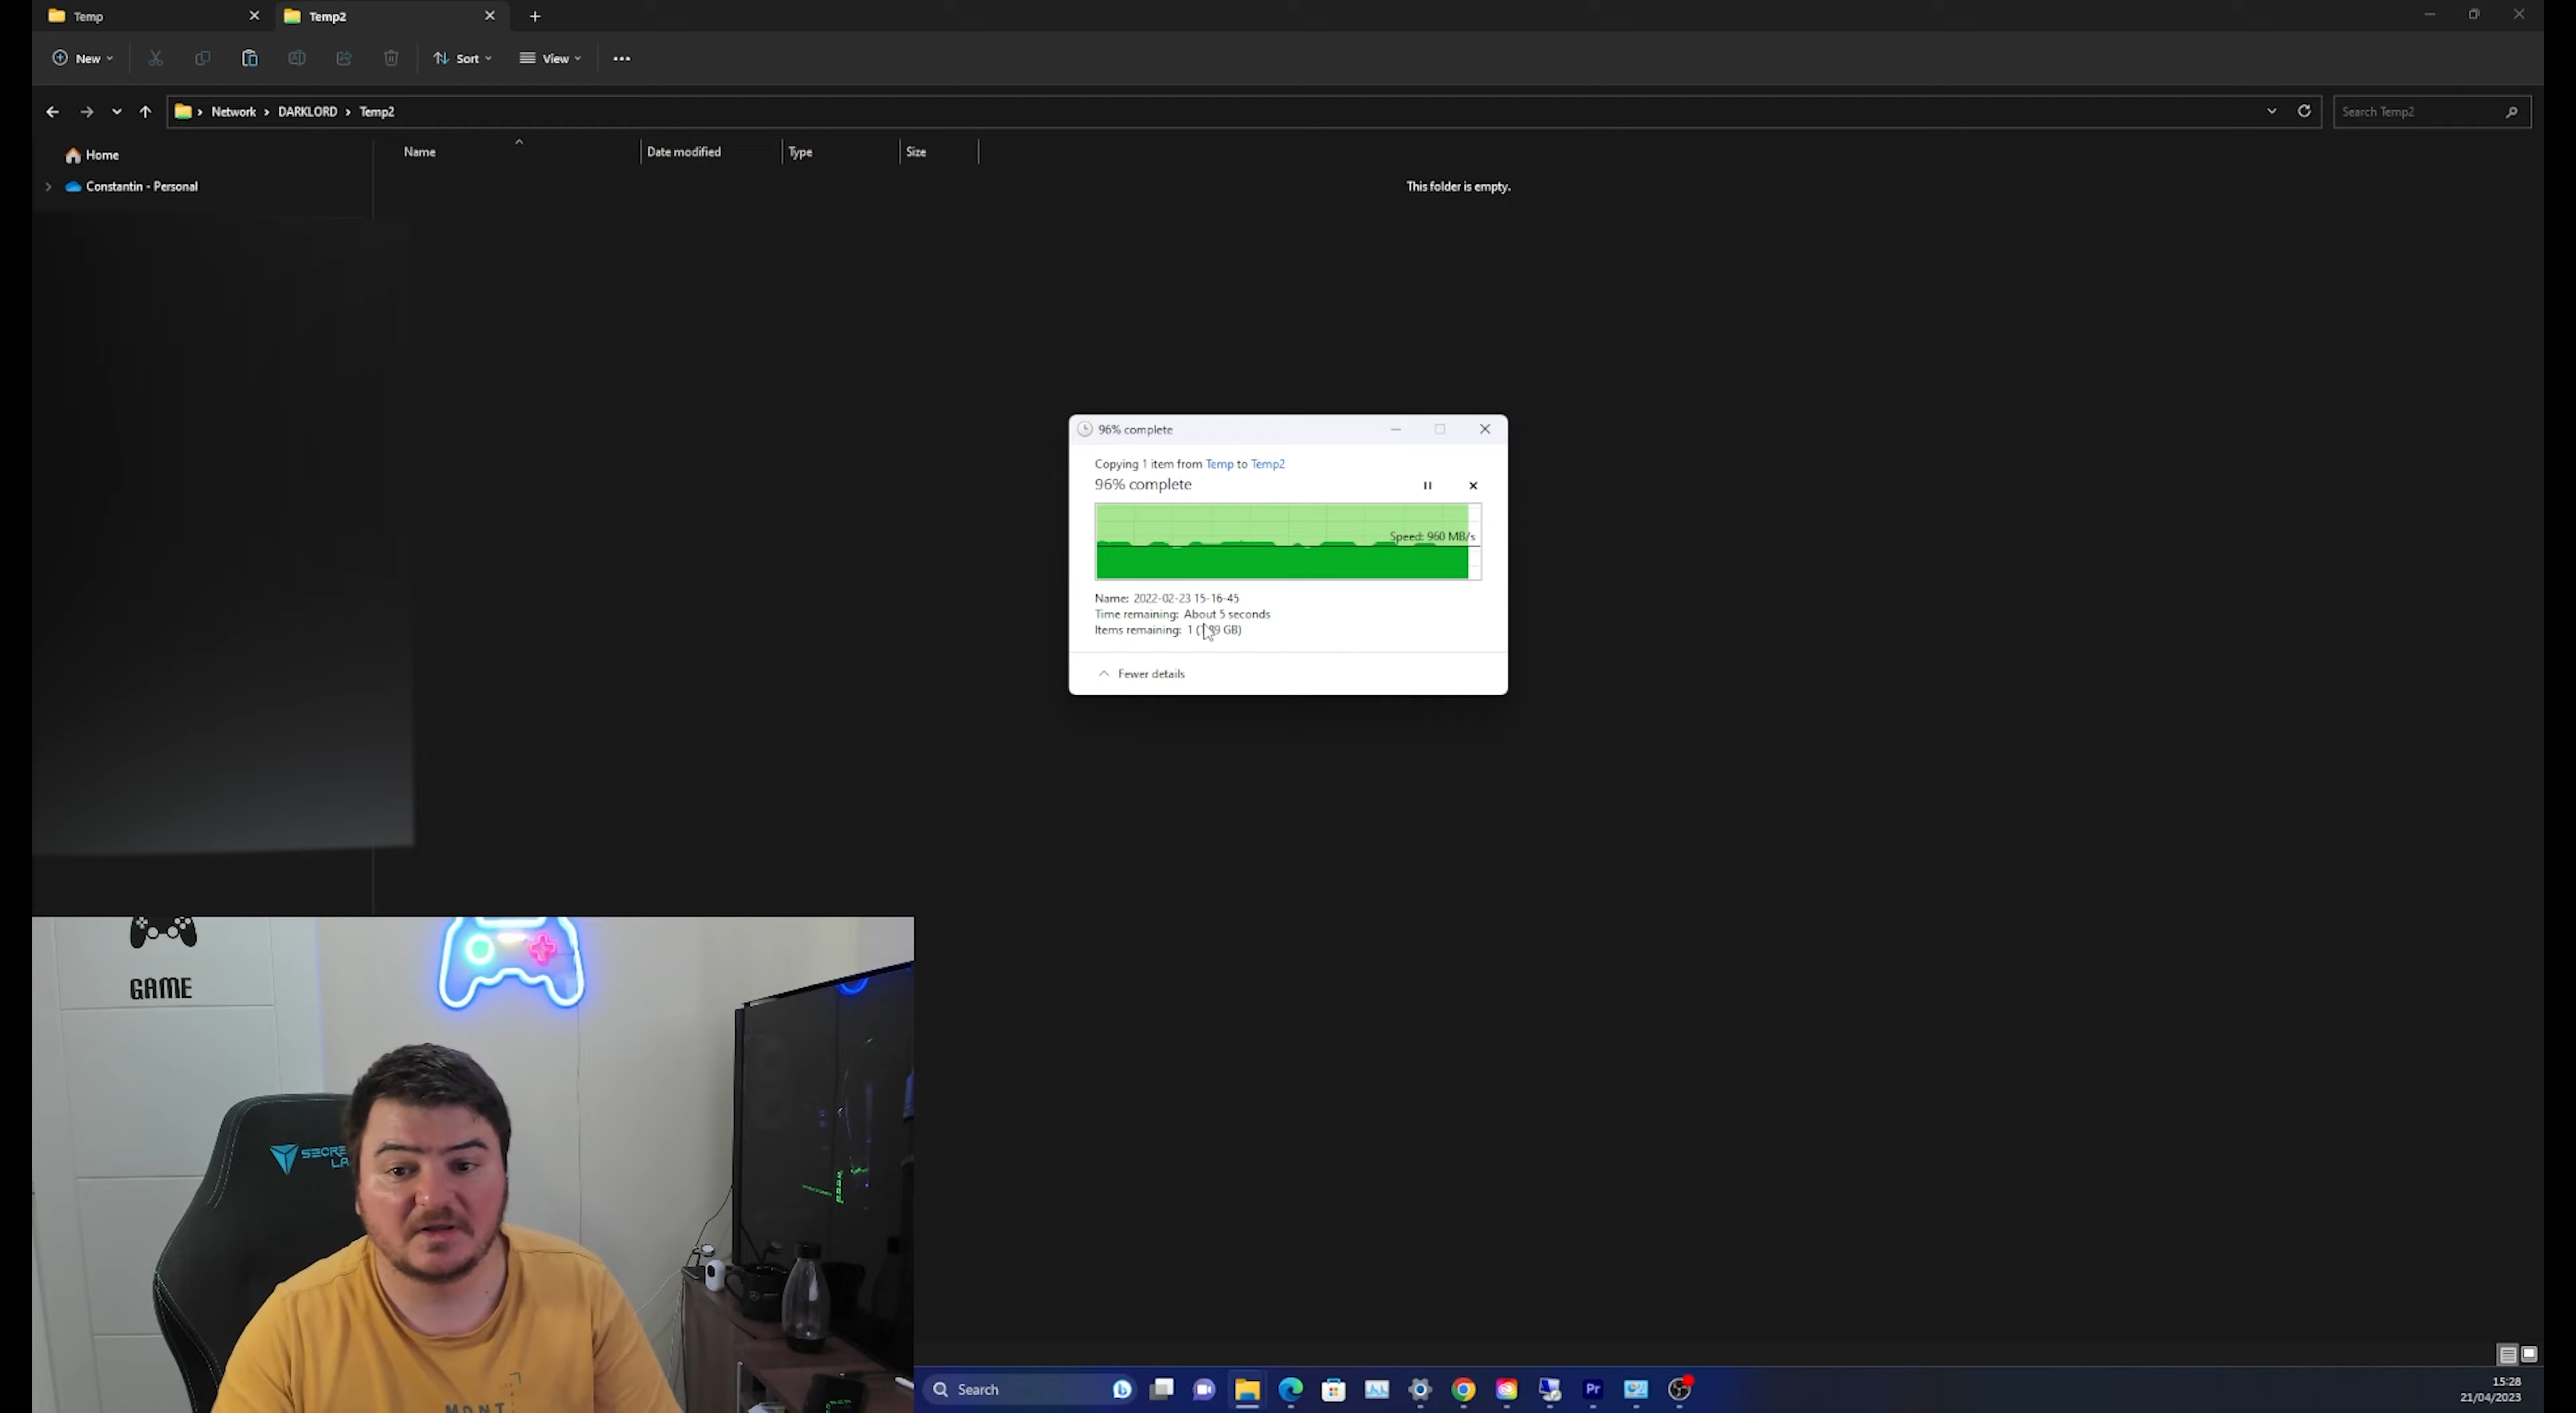 Temp
Temp2
New
Sort
View
Network > DARKLORD > Temp2
Search Temp2
Home
Constantin - Personal
Name
Date modified
Type
Size
This folder is empty.
96% complete
Copying 1 item from Temp to Temp2
96% complete
Speed: 960 MB/s
Name: 2022-02-23 15-16-45
Time remaining: About 5 seconds
Items remaining: 1 ( GB)
Fewer details
GAME
Search
Pr
15:28
21/04/2023